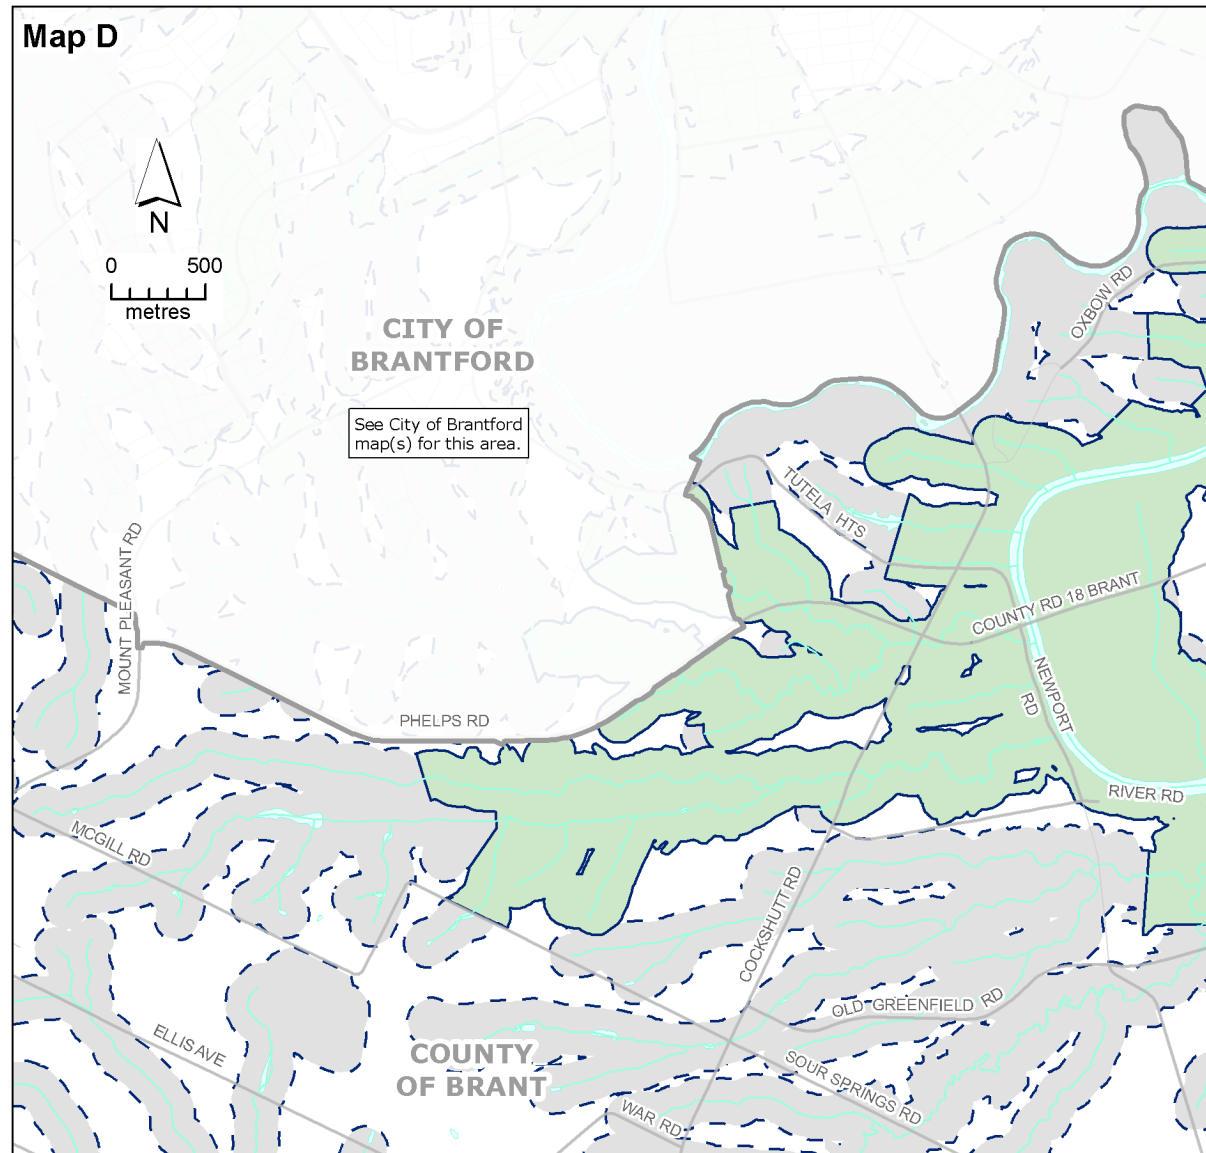 Map D
N
0 500
metres
CITY OF
BRANTFORD
See City of Brantford
map(s) for this area.
OXBOW RD
TUTELA HTS
COUNTY RD 18 BRANT
MOUNT PLEASANT RD
NEWPORT
RD
PHELPS RD
RIVER RD
MCGILL RD
COCKSHUTT RD
OLD GREENFIELD RD
ELLIS AVE
COUNTY
OF BRANT
SOUR SPRINGS RD
WAR RD